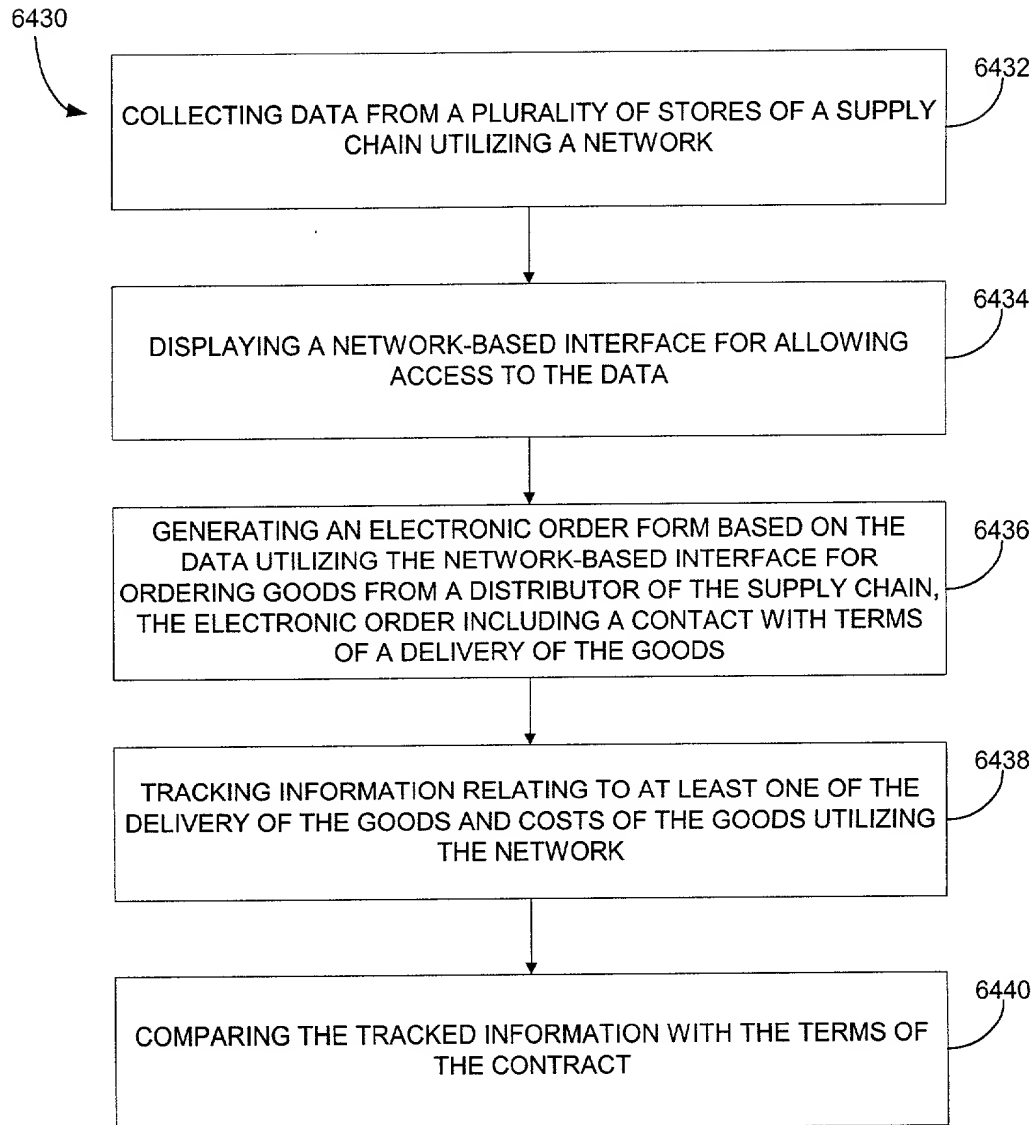 6430
6432
COLLECTING DATA FROM A PLURALITY OF STORES OF A SUPPLY
CHAIN UTILIZING A NETWORK
6434
DISPLAYING A NETWORK-BASED INTERFACE FOR ALLOWING
ACCESS TO THE DATA
6436
GENERATING AN ELECTRONIC ORDER FORM BASED ON THE
DATA UTILIZING THE NETWORK-BASED INTERFACE FOR
ORDERING GOODS FROM A DISTRIBUTOR OF THE SUPPLY CHAIN,
THE ELECTRONIC ORDER INCLUDING A CONTACT WITH TERMS
OF A DELIVERY OF THE GOODS
6438
TRACKING INFORMATION RELATING TO AT LEAST ONE OF THE
DELIVERY OF THE GOODS AND COSTS OF THE GOODS UTILIZING
THE NETWORK
6440
COMPARING THE TRACKED INFORMATION WITH THE TERMS OF
THE CONTRACT